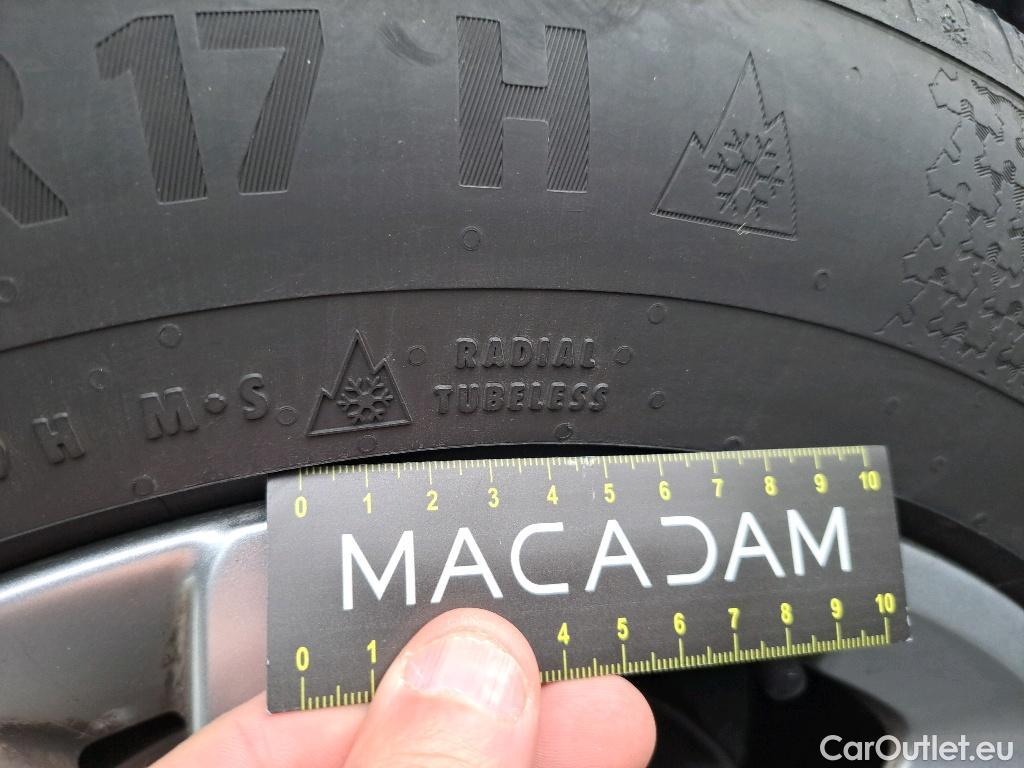 R 17 H
H M•S
RADIAL
TUBELESS
0 1 2 3 4 5 6 7 8 9 10
MACADAM
0 1 4 5 6 7 8 9 10
CarOutlet.eu